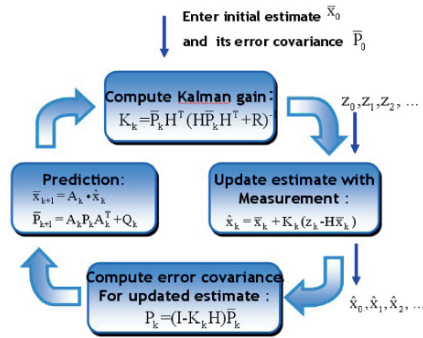 Enter initial estimate x̄₀
and its error covariance P̄₀
Compute Kalman gain:
Kₖ=P̄ₖHᵀ(HP̄ₖHᵀ+R)⁻
z₀,z₁,z₂, ...
Prediction:
x̄ₖ₊₁=Aₖ•x̂ₖ
P̄ₖ₊₁=AₖPₖAₖᵀ+Qₖ
Update estimate with
Measurement :
x̂ₖ = x̄ₖ + Kₖ(zₖ-Hx̄ₖ)
Compute error covariance
For updated estimate :
Pₖ=(I-KₖH)P̄ₖ
x̂₀,x̂₁,x̂₂, ...